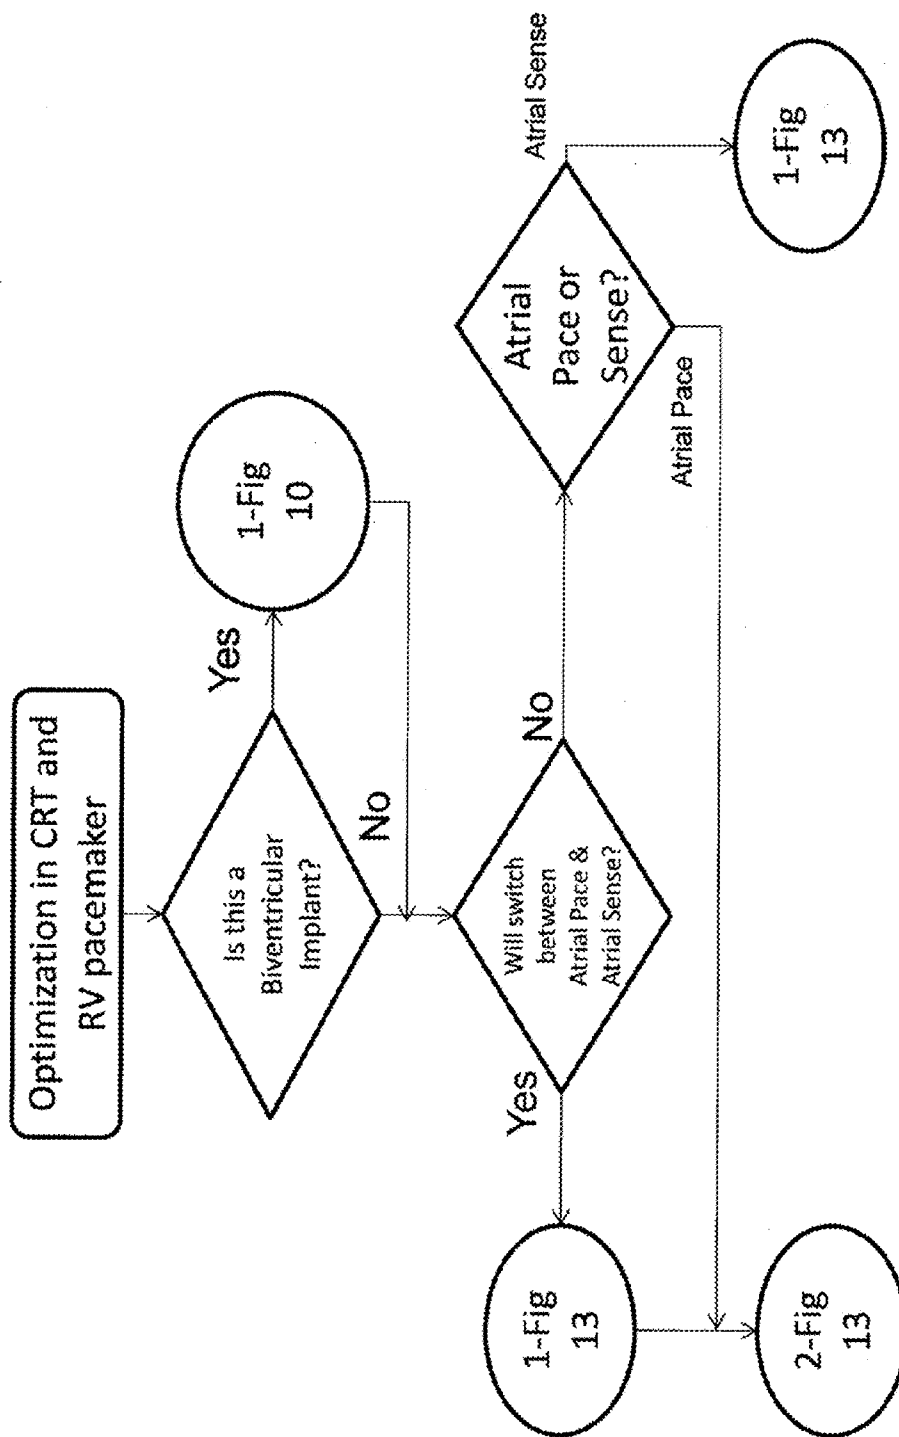 Optimization in CRT and
RV pacemaker
Is this a
Biventricular
Implant?
Yes
1-Fig
10
No
Will switch
between
Atrial Pace &
Atrial Sense?
Yes
No
1-Fig
13
Atrial
Pace or
Sense?
Atrial Sense
Atrial Pace
2-Fig
13
1-Fig
13